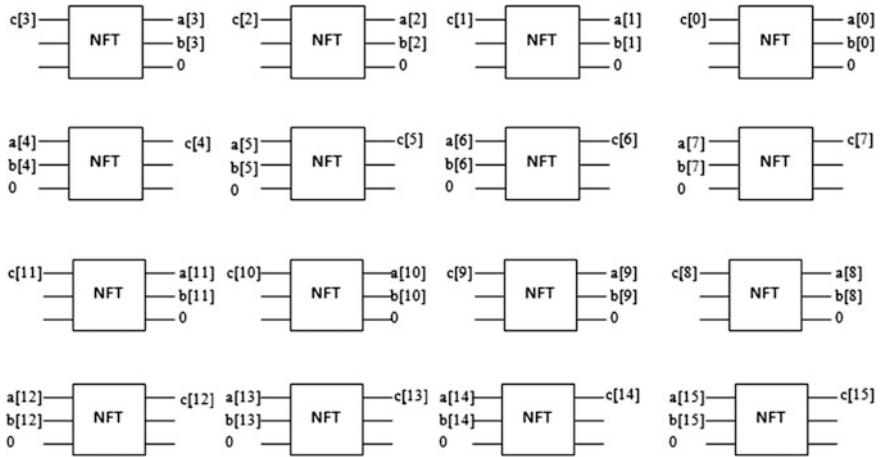 c[3] NFT a[3] c[2] NFT a[2] c[1] NFT a[1] c[0] NFT a[0]
b[3] b[2] b[1] b[0]
0 0 0 0
a[4] NFT c[4] a[5] NFT c[5] a[6] NFT c[6] a[7] NFT c[7]
b[4] b[5] b[6] b[7]
0 0 0 0
c[11] NFT a[11] c[10] NFT a[10] c[9] NFT a[9] c[8] NFT a[8]
b[11] b[10] b[9] b[8]
0 0 0 0
a[12] NFT c[12] a[13] NFT c[13] a[14] NFT c[14] a[15] NFT c[15]
b[12] b[13] b[14] b[15]
0 0 0 0